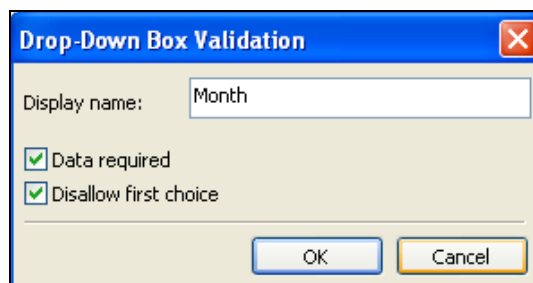 Drop-Down Box Validation
Display name: Month
Data required
Disallow first choice
OK Cancel